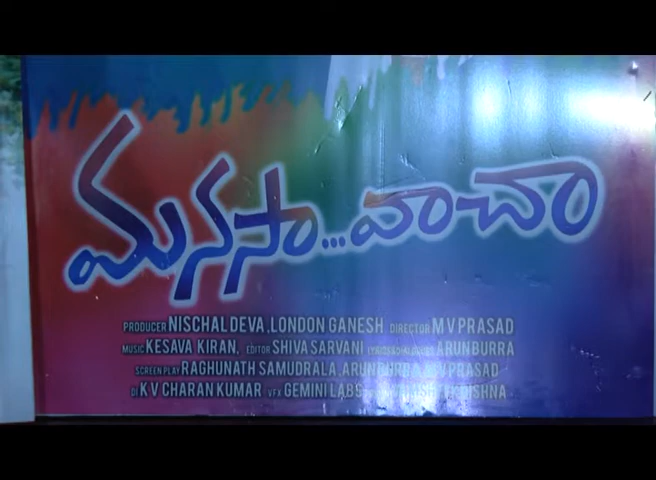 మనసా...వాచా
PRODUCER NISCHAL DEVA ,LONDON GANESH DIRECTOR M V PRASAD
MUSIC KESAVA KIRAN, EDITOR SHIVA SARVANI ARUN BURRA
SCREEN PLAY RAGHUNATH SAMUDRALA ,ARUN BURRA, M V PRASAD
DI K V CHARAN KUMAR VFX GEMINI LABS